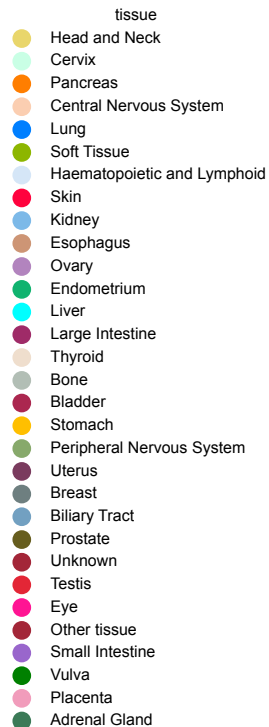 tissue
Head and Neck
Cervix
Pancreas
Central Nervous System
Lung
Soft Tissue
Haematopoietic and Lymphoid
Skin
Kidney
Esophagus
Ovary
Endometrium
Liver
Large Intestine
Thyroid
Bone
Bladder
Stomach
Peripheral Nervous System
Uterus
Breast
Biliary Tract
Prostate
Unknown
Testis
Eye
Other tissue
Small Intestine
Vulva
Placenta
Adrenal Gland